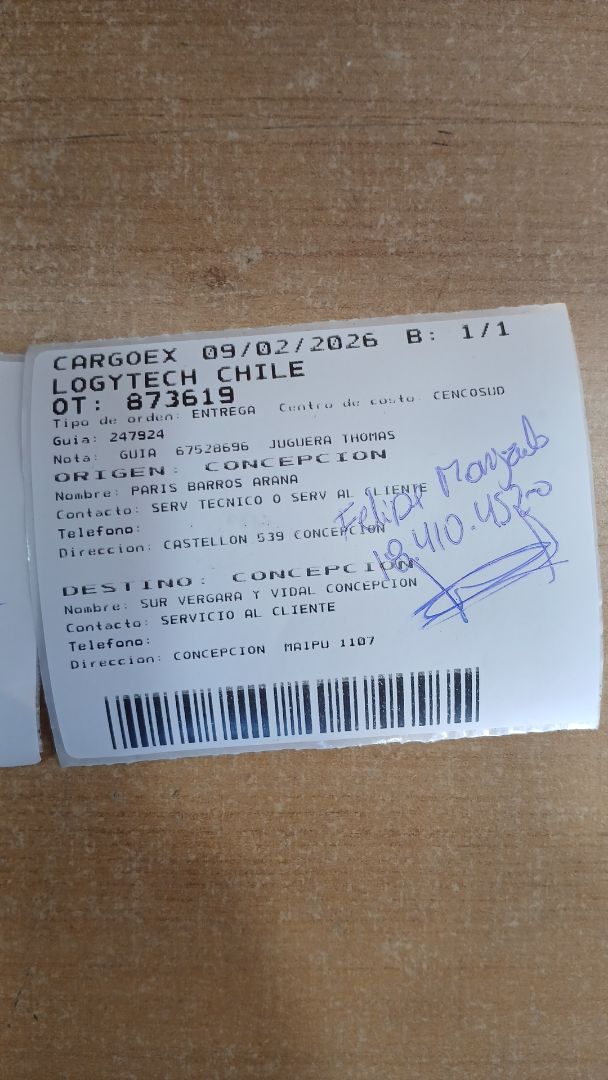 CARGOEX 09/02/2026 B: 1/1
LOGYTECH CHILE
OT: 873619
Tipo de orden: ENTREGA Centro de costo: CENCOSUD
Guia: 247924
Nota: GUIA 67528696 JUGUERA THOMAS
ORIGEN: CONCEPCION
Nombre: PARIS BARROS ARANA
Contacto: SERV TECNICO O SERV AL CLIENTE
Telefono:
Direccion: CASTELLON 539 CONCEPCION
Felipe
DESTINO: CONCEPCION
Nombre: SUR VERGARA Y VIDAL CONCEPCION
Contacto: SERVICIO AL CLIENTE
Telefono:
Direccion: CONCEPCION MAIPU 1107